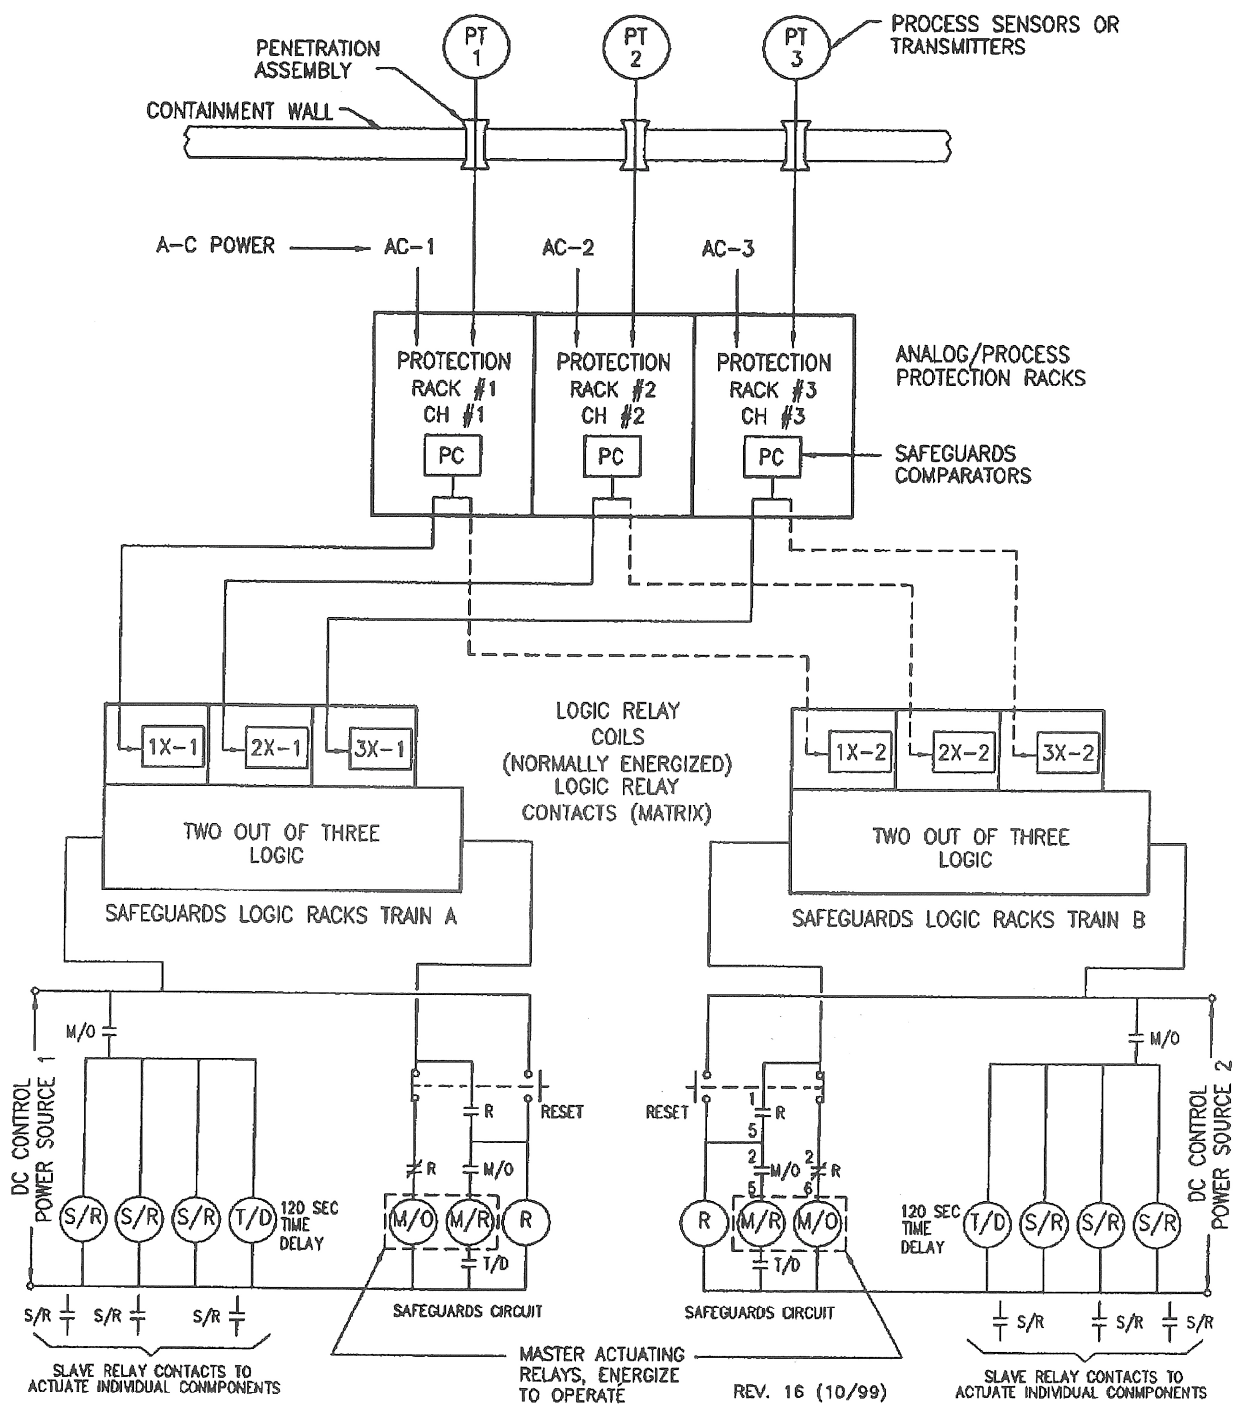 PT
1
PT
2
PT
3
PROCESS SENSORS OR
TRANSMITTERS
PENETRATION
ASSEMBLY
CONTAINMENT WALL
A-C POWER
AC-1
AC-2
AC-3
PROTECTION
RACK #1
CH #1
PC
PROTECTION
RACK #2
CH #2
PC
PROTECTION
RACK #3
CH #3
PC
ANALOG/PROCESS
PROTECTION RACKS
SAFEGUARDS
COMPARATORS
1X-1
2X-1
3X-1
LOGIC RELAY
COILS
(NORMALLY ENERGIZED)
LOGIC RELAY
CONTACTS (MATRIX)
1X-2
2X-2
3X-2
TWO OUT OF THREE
LOGIC
TWO OUT OF THREE
LOGIC
SAFEGUARDS LOGIC RACKS TRAIN A
SAFEGUARDS LOGIC RACKS TRAIN B
DC CONTROL
POWER SOURCE 1
M/O
S/R
S/R
S/R
T/D
120 SEC
TIME
DELAY
R
RESET
R
M/O
M/O
M/R
R
T/D
SAFEGUARDS CIRCUIT
S/R
S/R
S/R
SLAVE RELAY CONTACTS TO
ACTUATE INDIVIDUAL CONMPONENTS
RESET
1
R
5
2
M/O
5
2
R
6
R
M/R
M/O
T/D
SAFEGUARDS CIRCUIT
M/O
DC CONTROL
POWER SOURCE 2
120 SEC
TIME
DELAY
T/D
S/R
S/R
S/R
S/R
S/R
S/R
SLAVE RELAY CONTACTS TO
ACTUATE INDIVIDUAL CONMPONENTS
MASTER ACTUATING
RELAYS, ENERGIZE
TO OPERATE
REV. 16 (10/99)